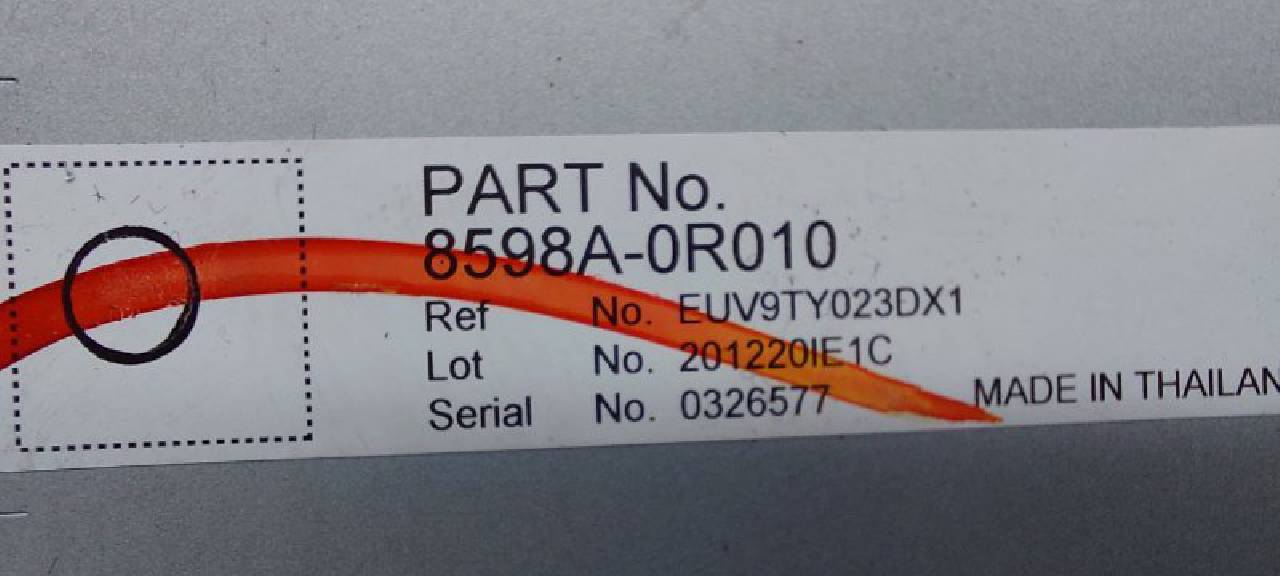 PART No.
8598A-0R010
Ref No. EUV9TY023DX1
Lot No. 201220IE1C
Serial No. 0326577
MADE IN THAILAN